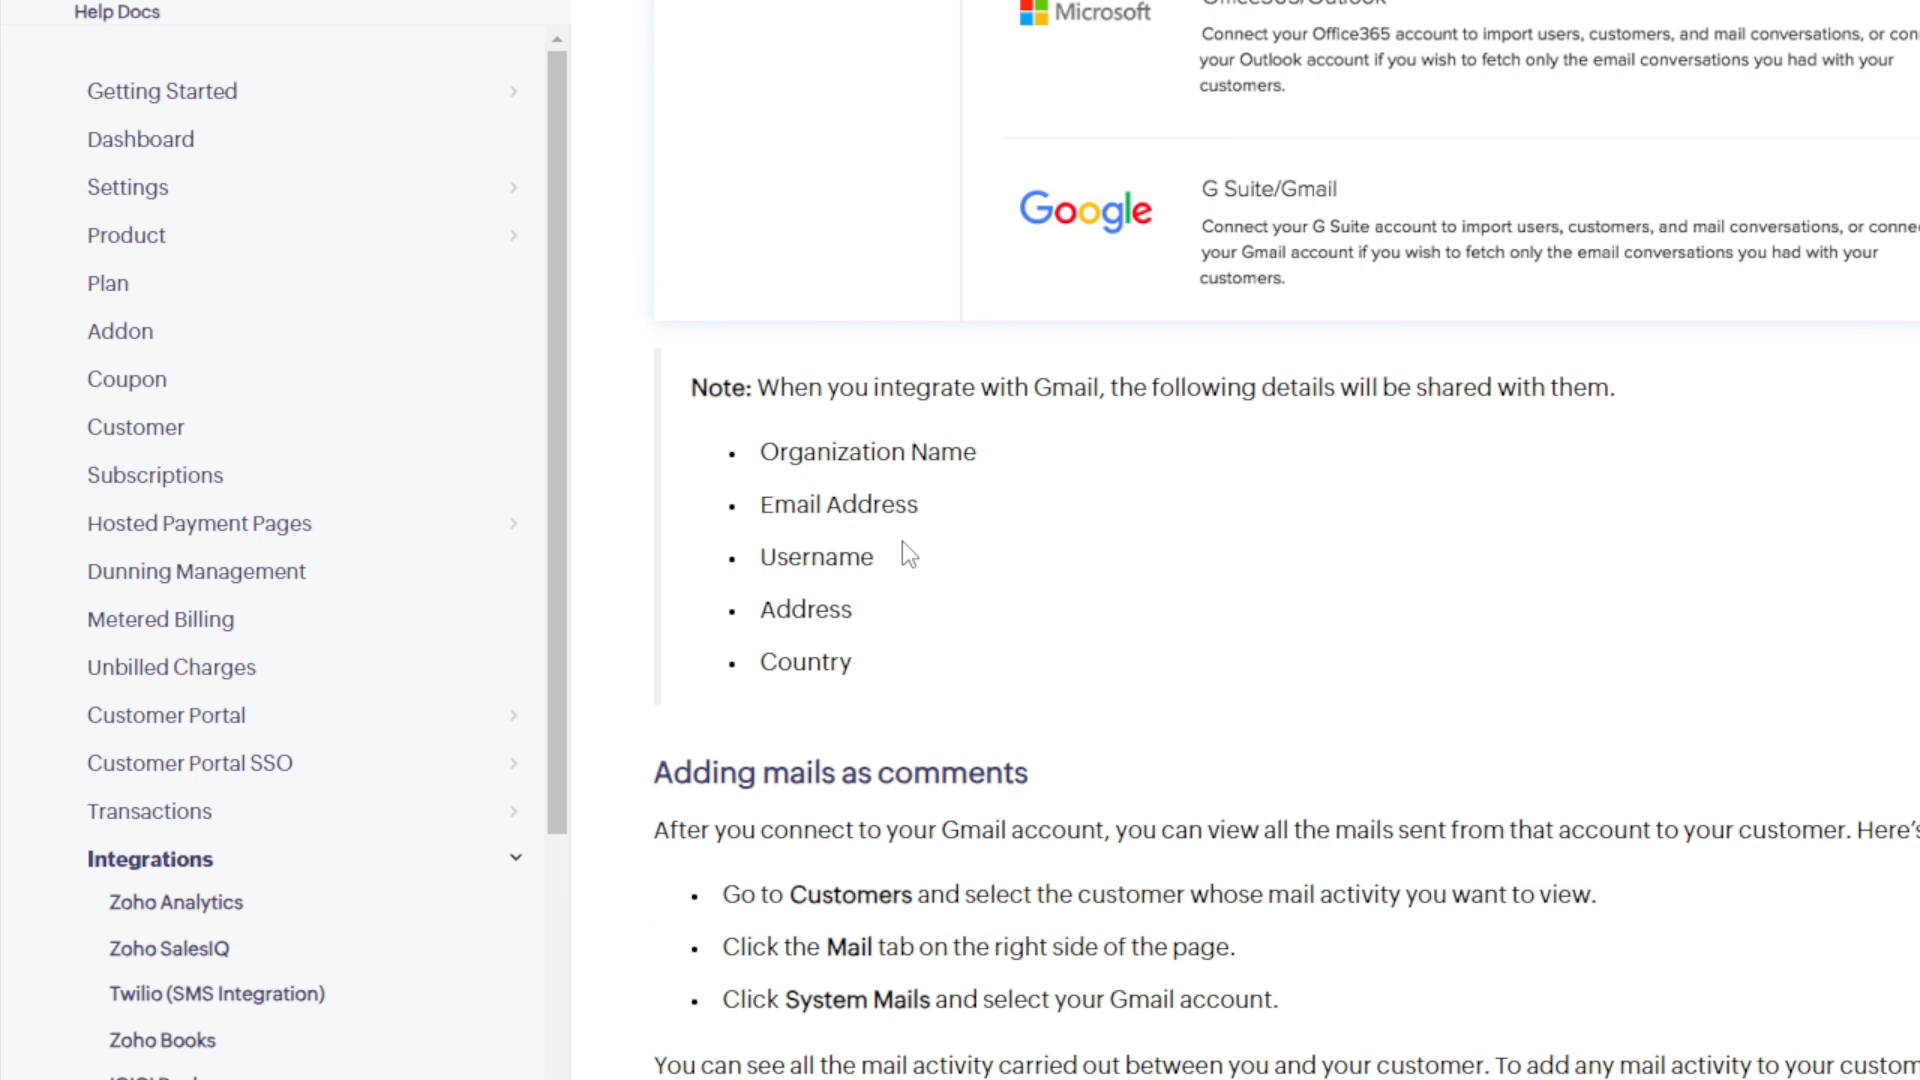 Help Docs
Getting Started
Dashboard
Settings
Product
Plan
Addon
Coupon
Customer
Subscriptions
Hosted Payment Pages
Dunning Management
Metered Billing
Unbilled Charges
Customer Portal
Customer Portal SSO
Transactions
Integrations
Zoho Analytics
Zoho SalesIQ
Twilio (SMS Integration)
Zoho Books
Microsoft
Office365/Outlook
Connect your Office365 account to import users, customers, and mail conversations, or con
your Outlook account if you wish to fetch only the email conversations you had with your
customers.
Google
G Suite/Gmail
Connect your G Suite account to import users, customers, and mail conversations, or conne
your Gmail account if you wish to fetch only the email conversations you had with your
customers.
Note: When you integrate with Gmail, the following details will be shared with them.
• Organization Name
• Email Address
• Username
• Address
• Country
Adding mails as comments
After you connect to your Gmail account, you can view all the mails sent from that account to your customer. Here's
• Go to Customers and select the customer whose mail activity you want to view.
• Click the Mail tab on the right side of the page.
• Click System Mails and select your Gmail account.
You can see all the mail activity carried out between you and your customer. To add any mail activity to your custom